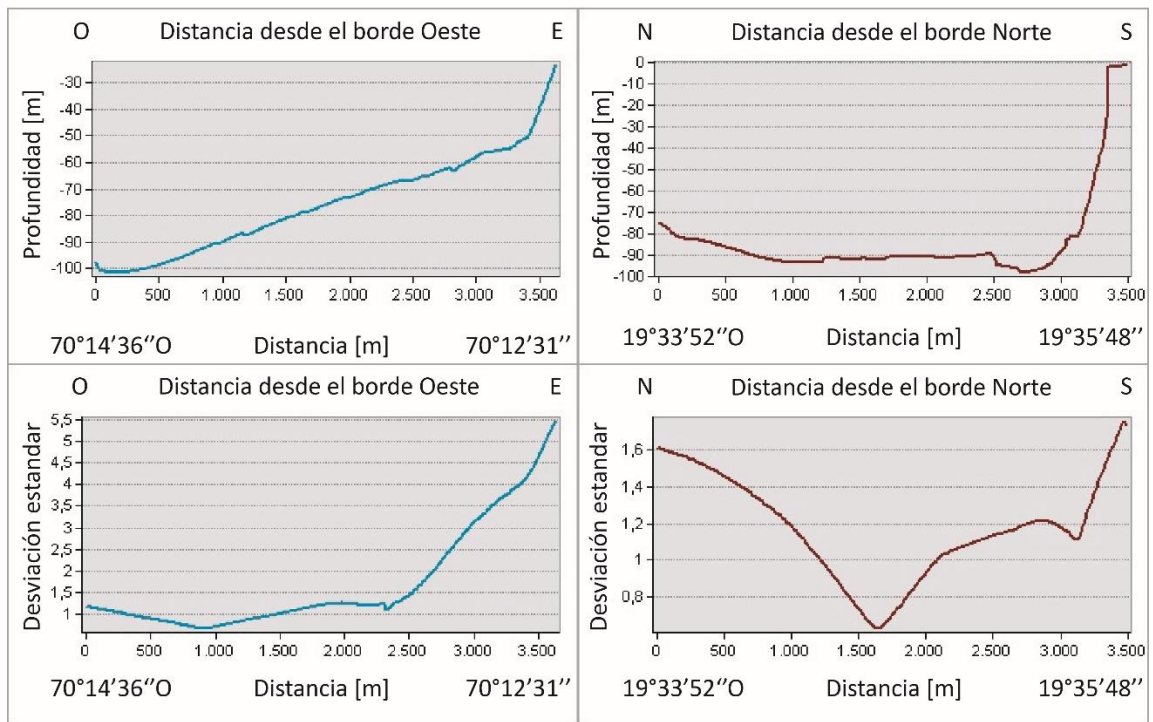 O Distancia desde el borde Oeste E
Profundidad [m]
-30
-40
-50
-60
-70
-80
-90
-100
0 500 1.000 1.500 2.000 2.500 3.000 3.500
70°14’36’’O Distancia [m] 70°12’31’’
N Distancia desde el borde Norte S
Profundidad [m]
0
-10
-20
-30
-40
-50
-60
-70
-80
-90
-100
0 500 1.000 1.500 2.000 2.500 3.000 3.500
19°33’52’’O Distancia [m] 19°35’48’’
O Distancia desde el borde Oeste E
Desviación estandar
5,5
5
4,5
4
3,5
3
2,5
2
1,5
1
0 500 1.000 1.500 2.000 2.500 3.000 3.500
70°14’36’’O Distancia [m] 70°12’31’’
N Distancia desde el borde Norte S
Desviación estandar
1,6
1,4
1,2
1
0,8
0 500 1.000 1.500 2.000 2.500 3.000 3.500
19°33’52’’O Distancia [m] 19°35’48’’